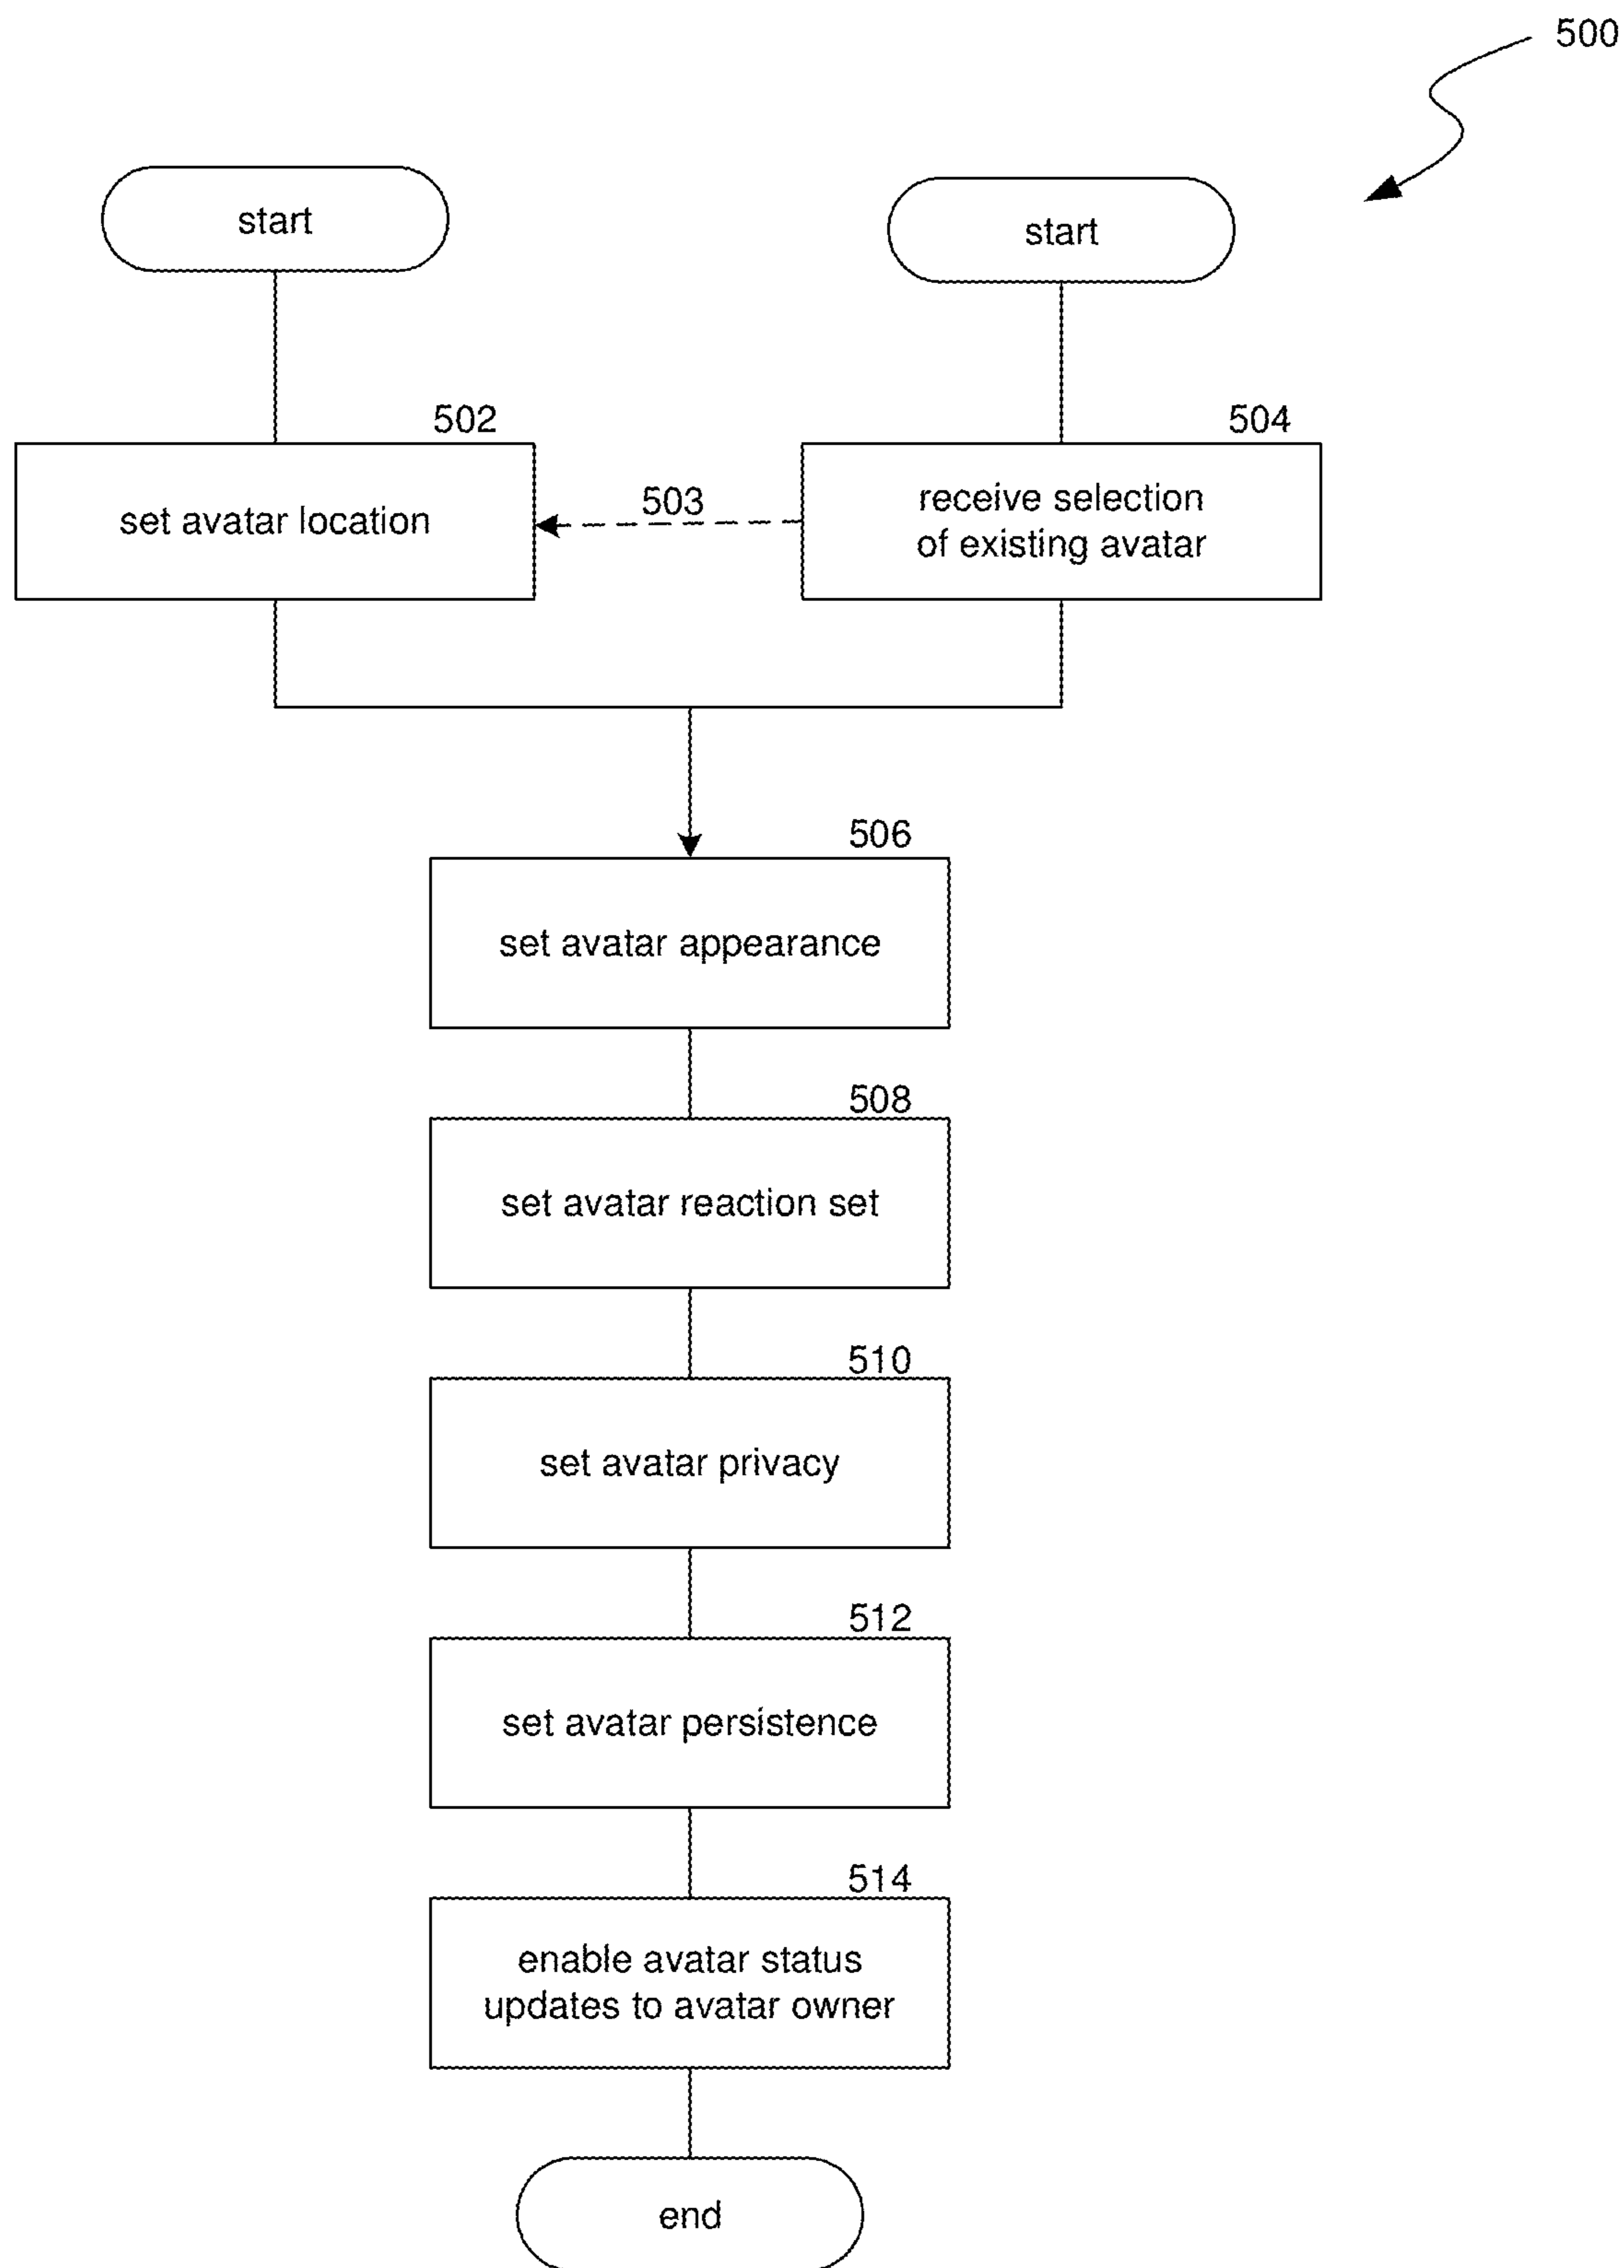 500
start
start
502
504
set avatar location
503
receive selection
of existing avatar
506
set avatar appearance
508
set avatar reaction set
510
set avatar privacy
512
set avatar persistence
514
enable avatar status
updates to avatar owner
end